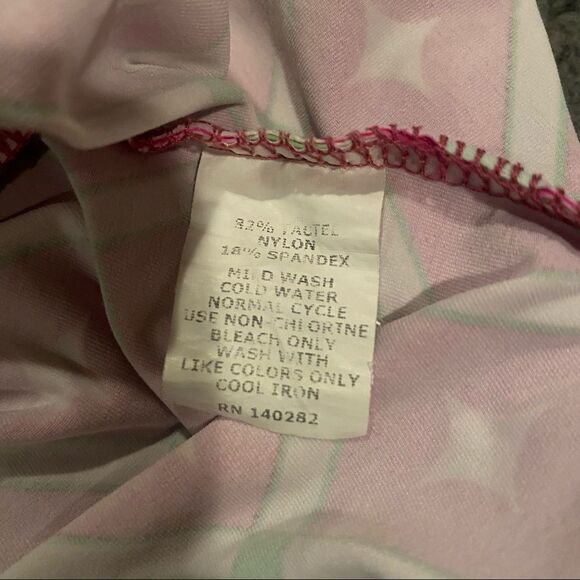 82% TACTEL
NYLON
18% SPANDEX
MILD WASH
COLD WATER
NORMAL CYCLE
USE NON-CHLORINE
BLEACH ONLY
WASH WITH
LIKE COLORS ONLY
COOL IRON
RN 140282